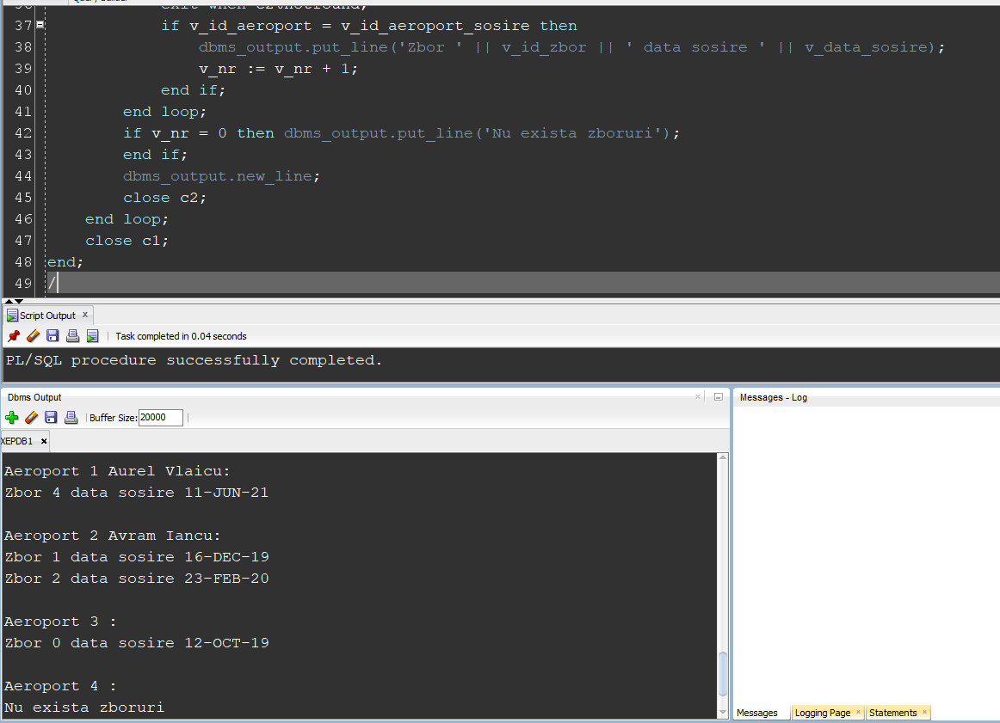 36 exit when c2%notfound;
37 if v_id_aeroport = v_id_aeroport_sosire then
38 dbms_output.put_line('Zbor ' || v_id_zbor || ' data sosire ' || v_data_sosire);
39 v_nr := v_nr + 1;
40 end if;
41 end loop;
42 if v_nr = 0 then dbms_output.put_line('Nu exista zboruri');
43 end if;
44 dbms_output.new_line;
45 close c2;
46 end loop;
47 close c1;
48 end;
49 /
Script Output x
Task completed in 0.04 seconds
PL/SQL procedure successfully completed.
Dbms Output
Buffer Size: 20000
XEPDB1 x
Aeroport 1 Aurel Vlaicu:
Zbor 4 data sosire 11-JUN-21
Aeroport 2 Avram Iancu:
Zbor 1 data sosire 16-DEC-19
Zbor 2 data sosire 23-FEB-20
Aeroport 3 :
Zbor 0 data sosire 12-OCT-19
Aeroport 4 :
Nu exista zboruri
Messages - Log
Messages Logging Page x Statements x